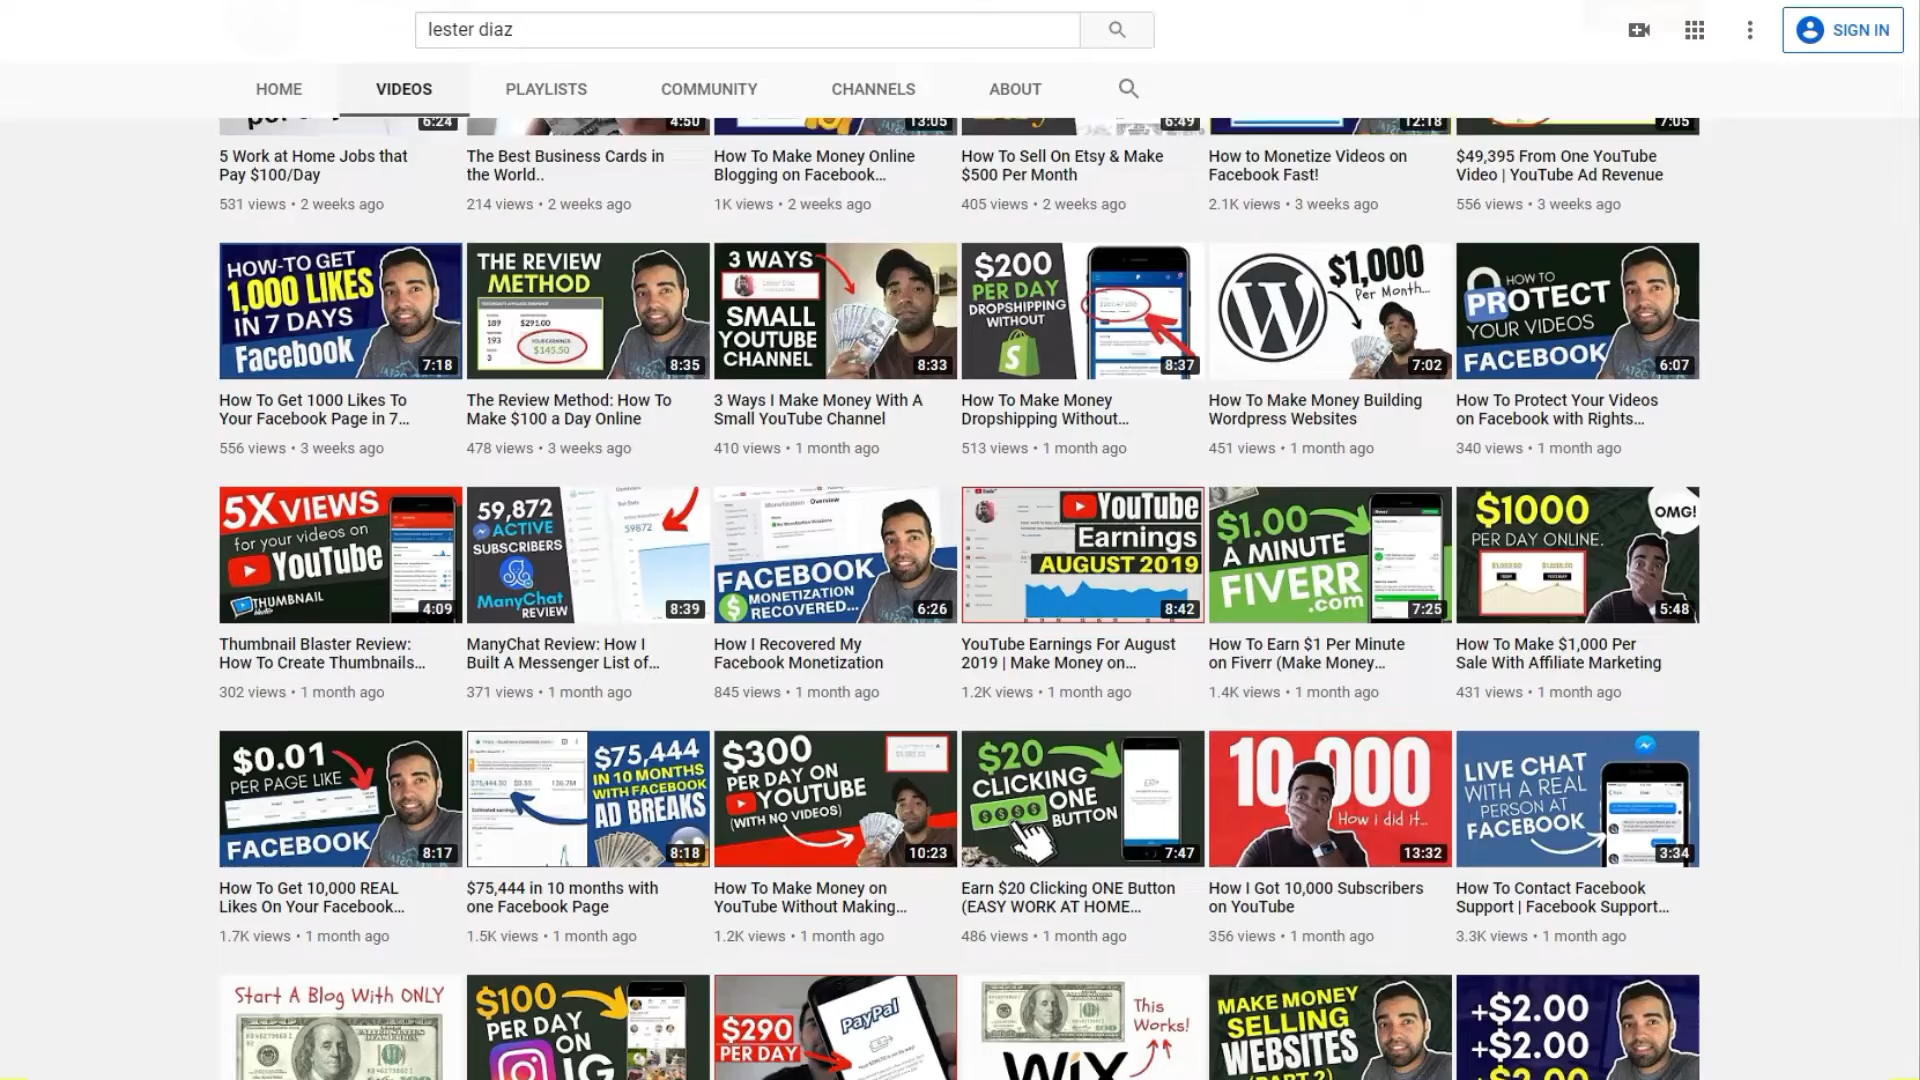 lester diaz
SIGN IN
HOME
VIDEOS
PLAYLISTS
COMMUNITY
CHANNELS
ABOUT
6:24
4:50
13:05
6:49
12:18
7:05
5 Work at Home Jobs that
Pay $100/Day
531 views • 2 weeks ago
The Best Business Cards in
the World..
214 views • 2 weeks ago
How To Make Money Online
Blogging on Facebook...
1K views • 2 weeks ago
How To Sell On Etsy & Make
$500 Per Month
405 views • 2 weeks ago
How to Monetize Videos on
Facebook Fast!
2.1K views • 3 weeks ago
$49,395 From One YouTube
Video | YouTube Ad Revenue
556 views • 3 weeks ago
HOW-TO GET
1,000 LIKES
IN 7 DAYS
Facebook
7:18
THE REVIEW
METHOD
189
$291.00
193
YOUR EARNINGS
$145.50
3
8:35
3 WAYS
Lester Diaz
SMALL
YOUTUBE
CHANNEL
8:33
$200
PER DAY
DROPSHIPPING
WITHOUT
8:37
$1,000
Per Month...
7:02
HOW TO
PROTECT
YOUR VIDEOS
FACEBOOK
6:07
How To Get 1000 Likes To
Your Facebook Page in 7...
556 views • 3 weeks ago
The Review Method: How To
Make $100 a Day Online
478 views • 3 weeks ago
3 Ways I Make Money With A
Small YouTube Channel
410 views • 1 month ago
How To Make Money
Dropshipping Without...
513 views • 1 month ago
How To Make Money Building
Wordpress Websites
451 views • 1 month ago
How To Protect Your Videos
on Facebook with Rights...
340 views • 1 month ago
5X VIEWS
for your videos on
YouTube
THUMBNAIL
4:09
59,872
ACTIVE
SUBSCRIBERS
ManyChat
REVIEW
59872
8:39
Monetization Overview
FACEBOOK
MONETIZATION
RECOVERED...
6:26
YouTube
Earnings
AUGUST 2019
8:42
$1.00
A MINUTE
FIVERR
.com
7:25
$1000
PER DAY ONLINE.
OMG!
5:48
Thumbnail Blaster Review:
How To Create Thumbnails...
302 views • 1 month ago
ManyChat Review: How I
Built A Messenger List of...
371 views • 1 month ago
How I Recovered My
Facebook Monetization
845 views • 1 month ago
YouTube Earnings For August
2019 | Make Money on...
1.2K views • 1 month ago
How To Earn $1 Per Minute
on Fiverr (Make Money...
1.4K views • 1 month ago
How To Make $1,000 Per
Sale With Affiliate Marketing
431 views • 1 month ago
$0.01
PER PAGE LIKE
FACEBOOK
8:17
$75,444
IN 10 MONTHS
WITH FACEBOOK
AD BREAKS
8:18
$300
PER DAY ON
YOUTUBE
(WITH NO VIDEOS)
10:23
$20
CLICKING
$$$$ ONE
BUTTON
7:47
10,000
How i did it...
13:32
LIVE CHAT
WITH A REAL
PERSON AT
FACEBOOK
3:34
How To Get 10,000 REAL
Likes On Your Facebook...
1.7K views • 1 month ago
$75,444 in 10 months with
one Facebook Page
1.5K views • 1 month ago
How To Make Money on
YouTube Without Making...
1.2K views • 1 month ago
Earn $20 Clicking ONE Button
(EASY WORK AT HOME...
486 views • 1 month ago
How I Got 10,000 Subscribers
on YouTube
356 views • 1 month ago
How To Contact Facebook
Support | Facebook Support...
3.3K views • 1 month ago
Start A Blog With ONLY
$100
PER DAY
ON
IG
$290
PER DAY
PayPal
This
Works!
WiX
MAKE MONEY
SELLING
WEBSITES
(PART 2)
+$2.00
+$2.00
+$2.00